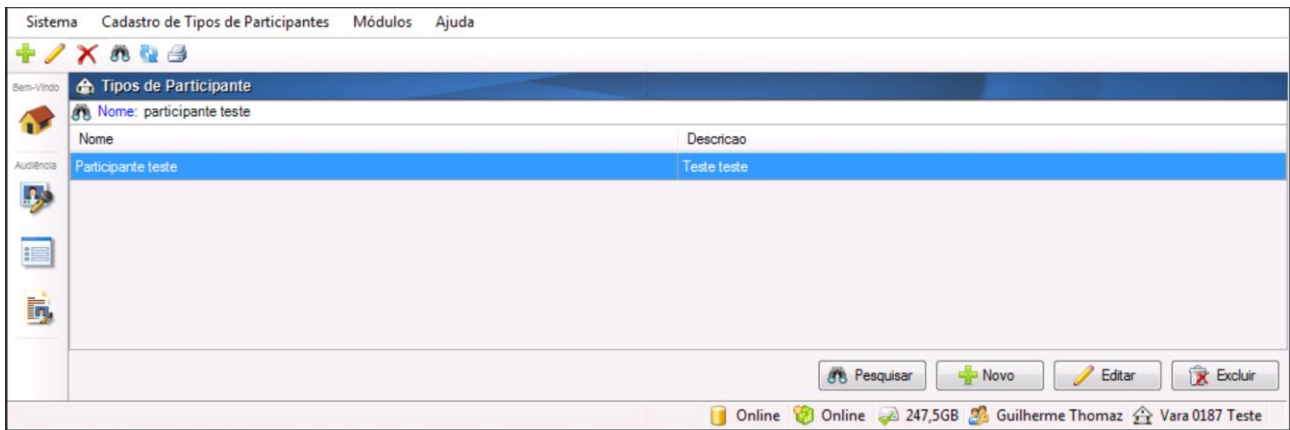 Sistema Cadastro de Tipos de Participantes Módulos Ajuda
Bem-Vindo
Tipos de Participante
Nome: participante teste
Nome Descricao
Audiência
Participante teste Teste teste
Pesquisar Novo Editar Excluir
Online Online 247,5GB Guilherme Thomaz Vara 0187 Teste